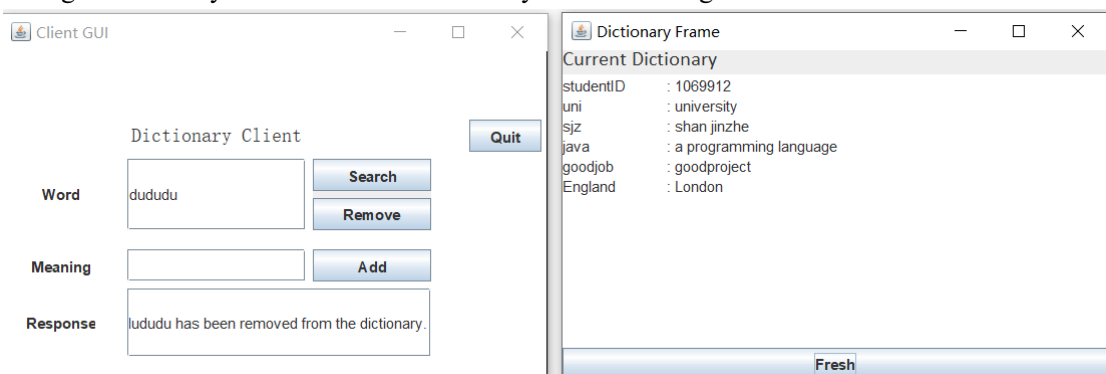 Client GUI
Dictionary Client
Quit
Word
dududu
Search
Remove
Meaning
Add
Response
dududu has been removed from the dictionary.
Dictionary Frame
Current Dictionary
studentID : 1069912
uni : university
sjz : shan jinzhe
java : a programming language
goodjob : goodproject
England : London
Fresh